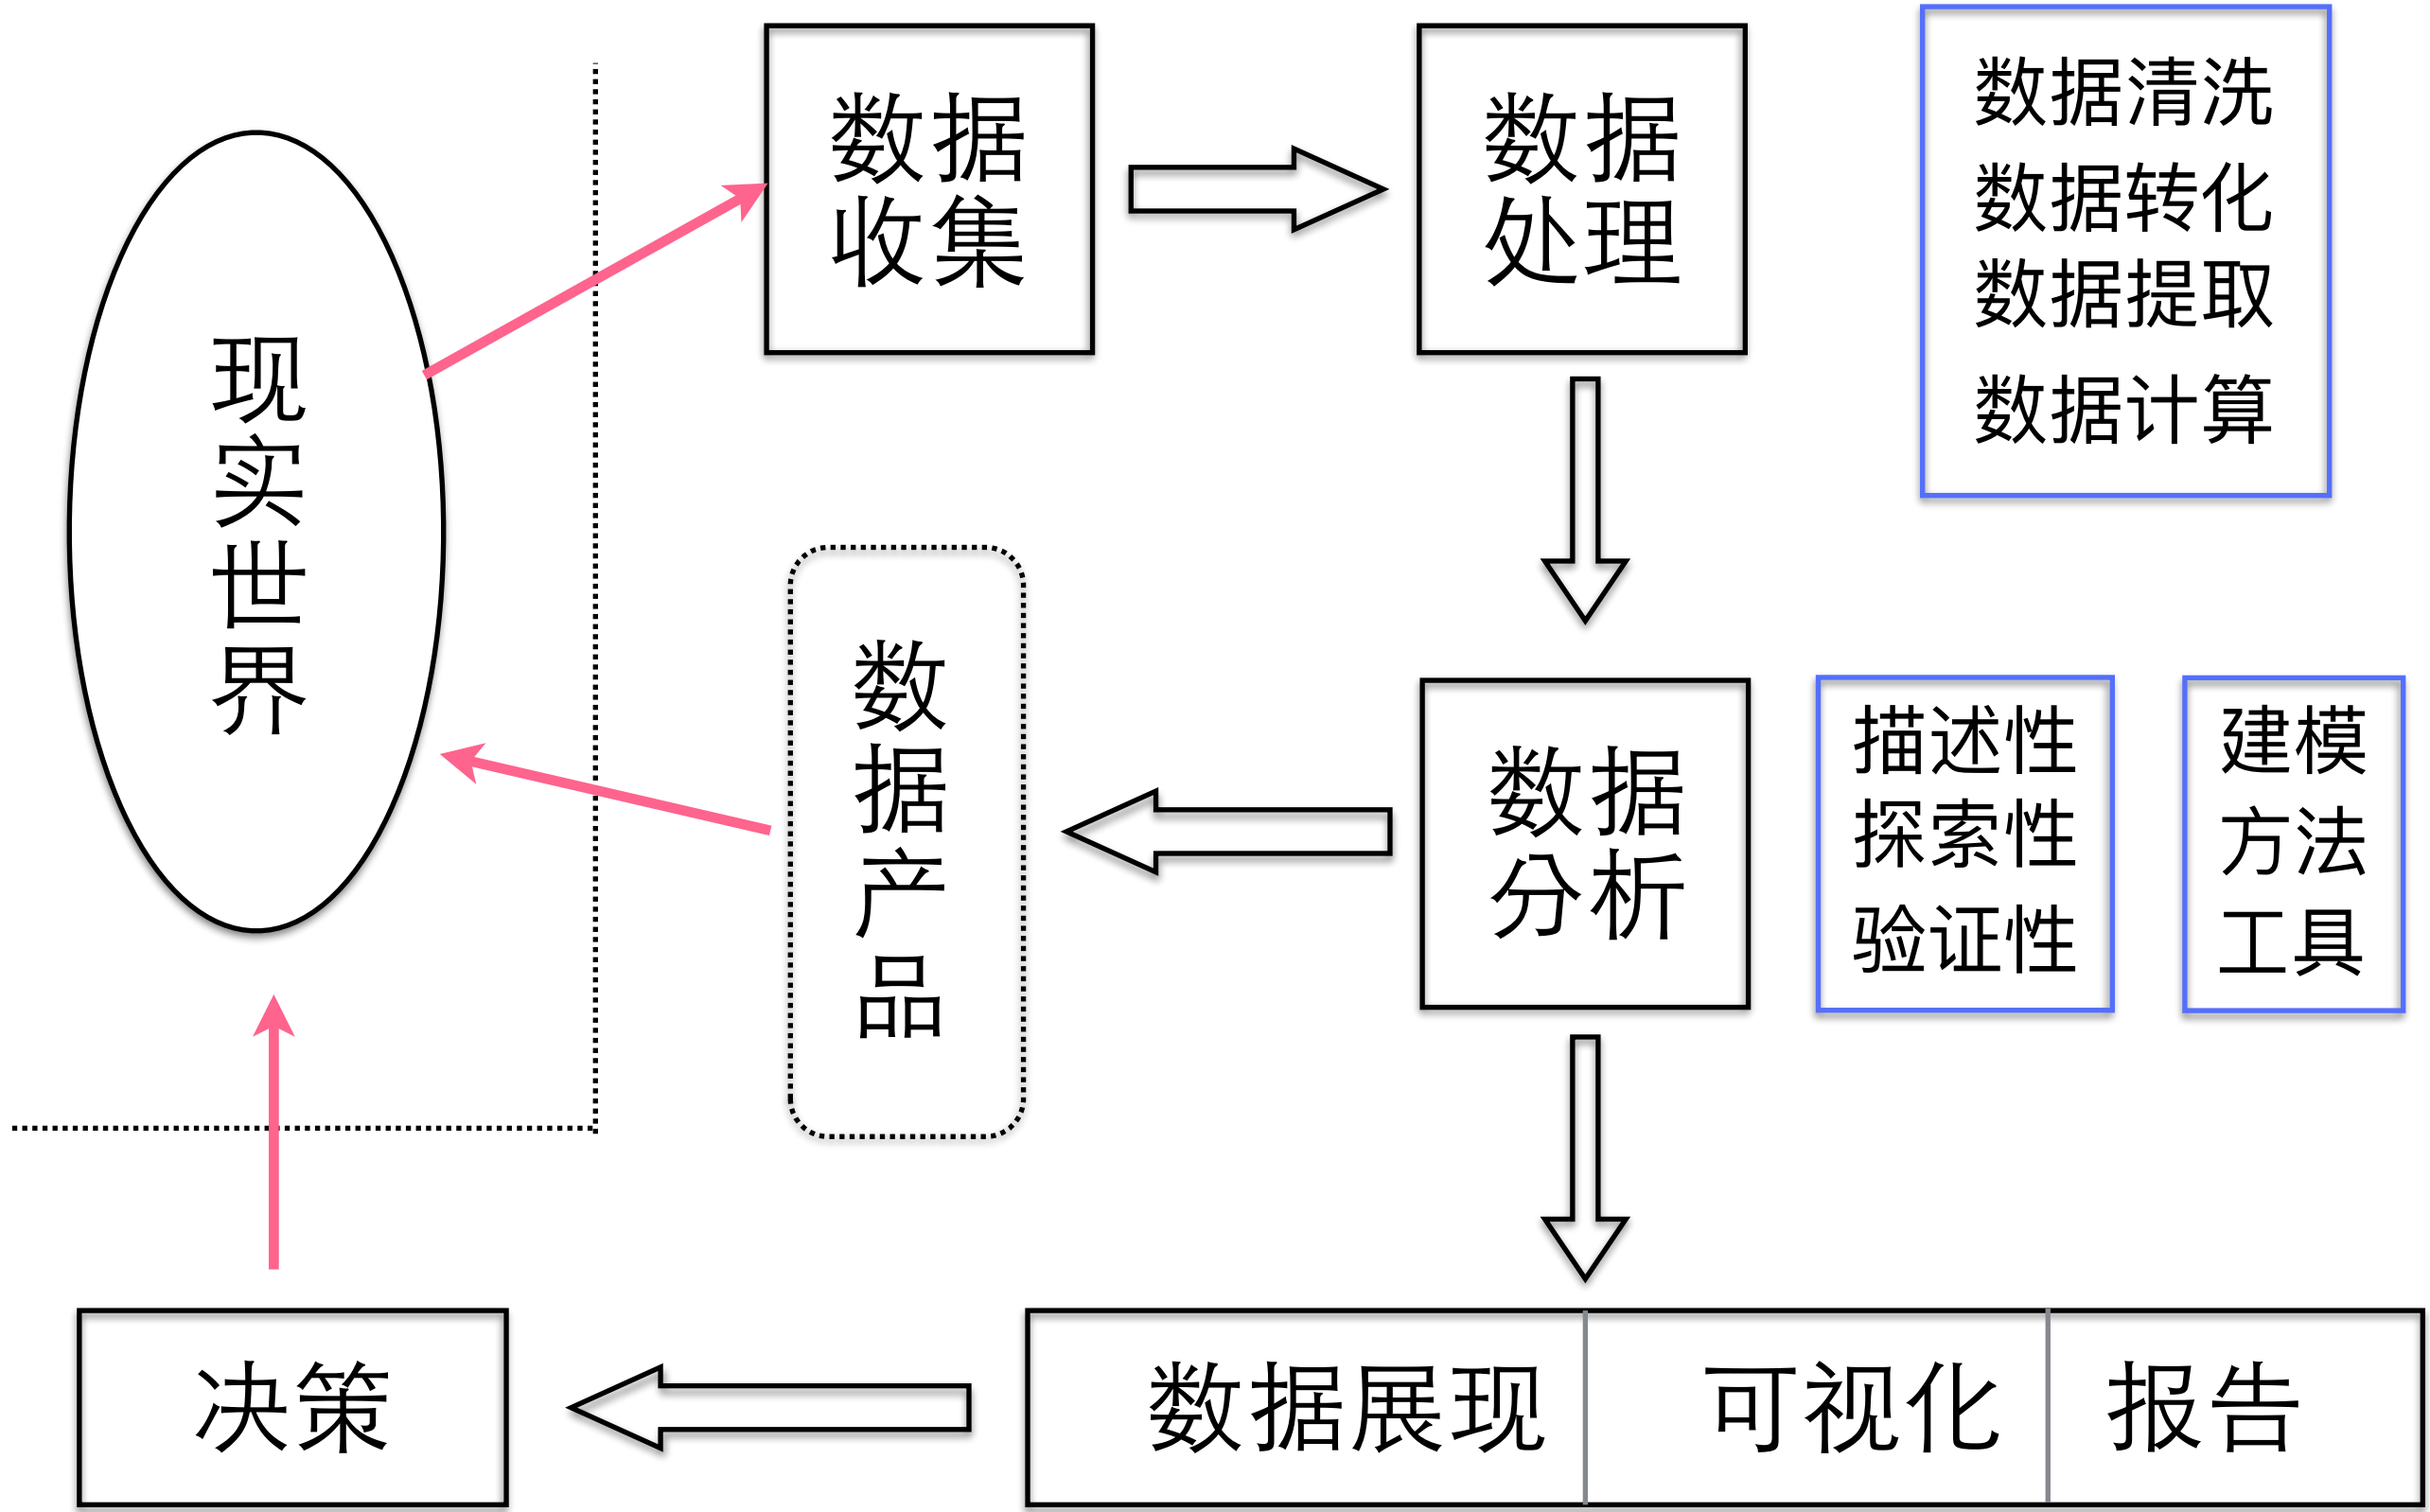 现实世界
数据
收集
数据
处理
数据清洗
数据转化
数据提取
数据计算
数据产品
数据
分析
描述性
探索性
验证性
建模
方法
工具
决策
数据展现
可视化
报告